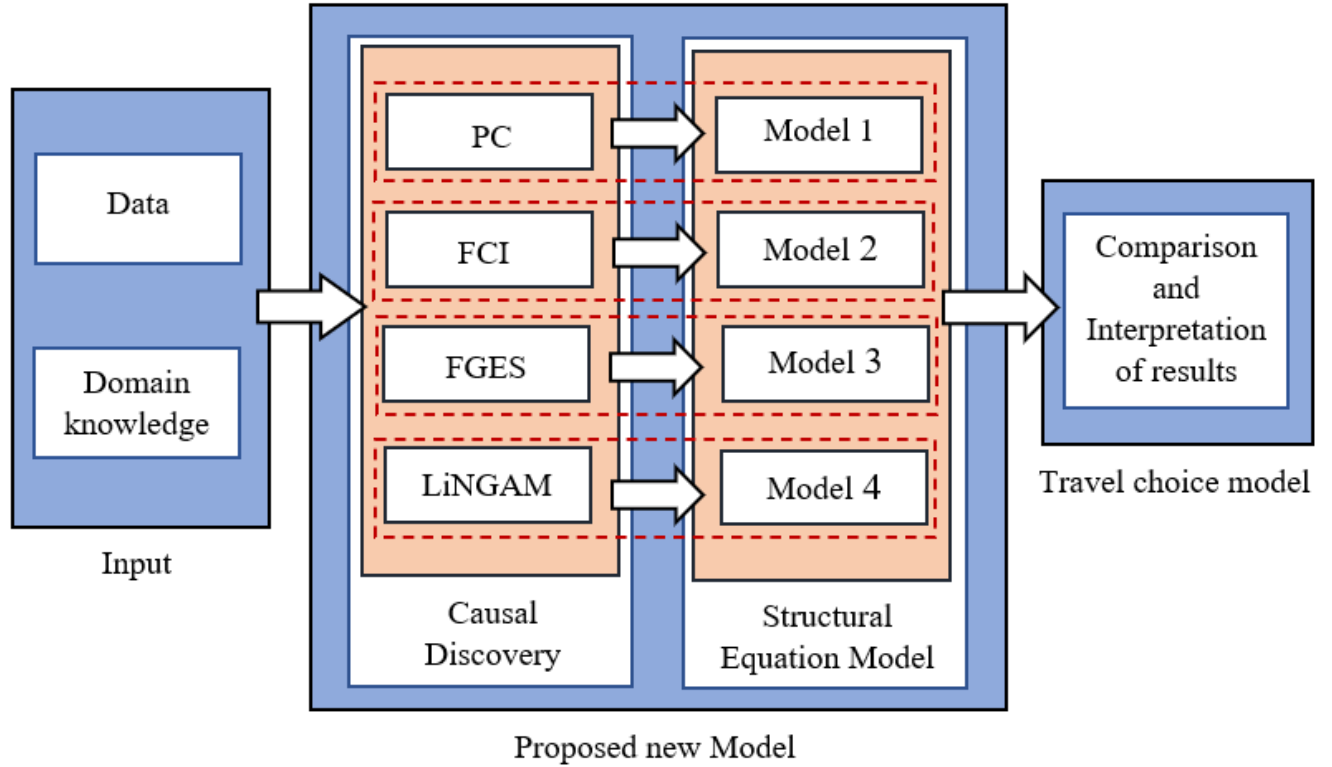 Data
Domain
knowledge
Input
PC
FCI
FGES
LiNGAM
Causal
Discovery
Model 1
Model 2
Model 3
Model 4
Structural
Equation Model
Proposed new Model
Comparison
and
Interpretation
of results
Travel choice model